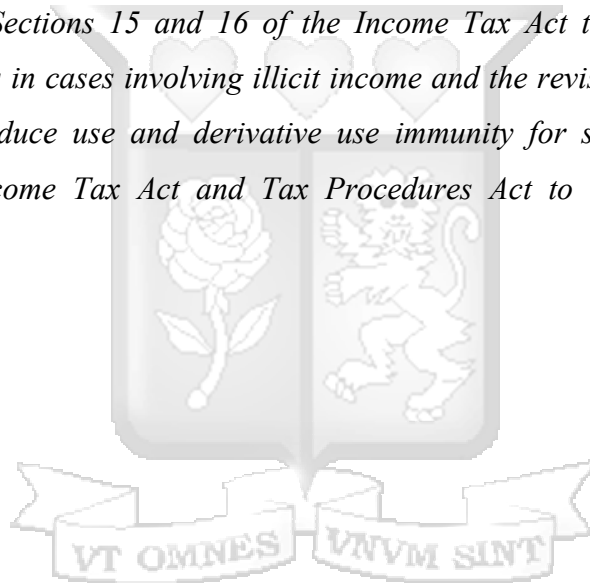 Sections 15 and 16 of the Income Tax Act t
in cases involving illicit income and the revis
duce use and derivative use immunity for s
come Tax Act and Tax Procedures Act to
VT OMNES VNVM SINT